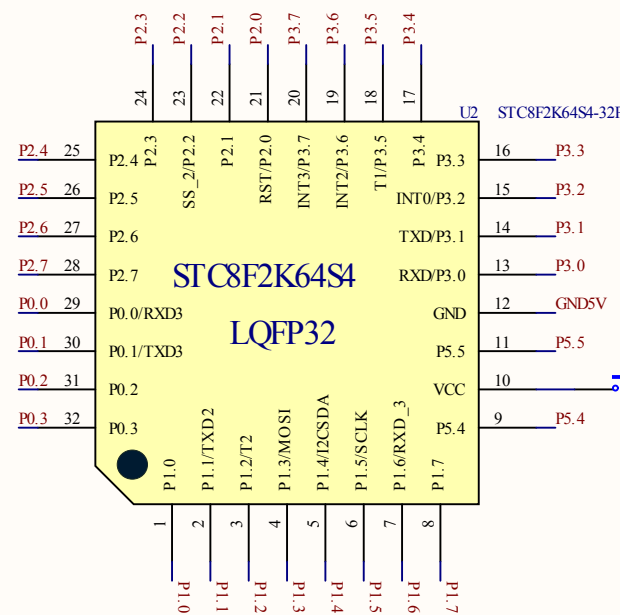 P2.3 P2.2 P2.1 P2.0 P3.7 P3.6 P3.5 P3.4
24 23 22 21 20 19 18 17
U2 STC8F2K64S4-32P
P2.3 SS_2/P2.2 P2.1 RST/P2.0 INT3/P3.7 INT2/P3.6 T1/P3.5 P3.4
P2.4 25 P2.4 P3.3 16 P3.3
P2.5 26 P2.5 INT0/P3.2 15 P3.2
P2.6 27 P2.6 TXD/P3.1 14 P3.1
P2.7 28 P2.7 RXD/P3.0 13 P3.0
STC8F2K64S4
P0.0 29 P0.0/RXD3 GND 12 GND5V
LQFP32
P0.1 30 P0.1/TXD3 P5.5 11 P5.5
P0.2 31 P0.2 VCC 10
P0.3 32 P0.3 P5.4 9 P5.4
P1.0 P1.1/TXD2 P1.2/T2 P1.3/MOSI P1.4/I2CSDA P1.5/SCLK P1.6/RXD_3 P1.7
1 2 3 4 5 6 7 8
P1.0 P1.1 P1.2 P1.3 P1.4 P1.5 P1.6 P1.7